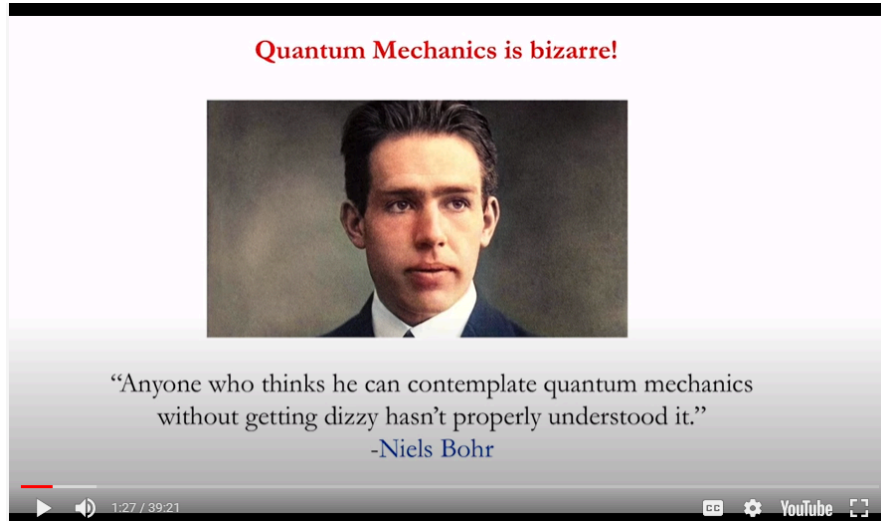 Quantum Mechanics is bizarre!
“Anyone who thinks he can contemplate quantum mechanics
without getting dizzy hasn’t properly understood it.”
-Niels Bohr
1:27 / 39:21
CC
YouTube